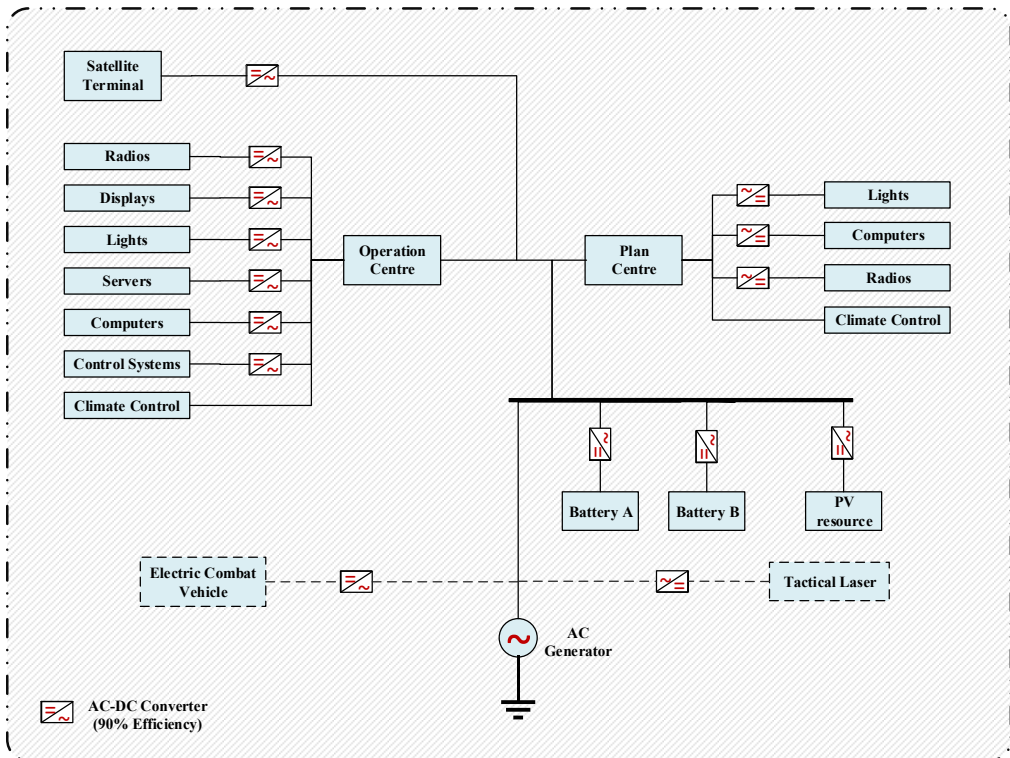 Satellite
Terminal
Radios
Displays
Lights
Servers
Computers
Control Systems
Climate Control
Operation
Centre
Plan
Centre
Lights
Computers
Radios
Climate Control
Battery A
Battery B
PV
resource
Electric Combat
Vehicle
Tactical Laser
AC
Generator
AC-DC Converter
(90% Efficiency)